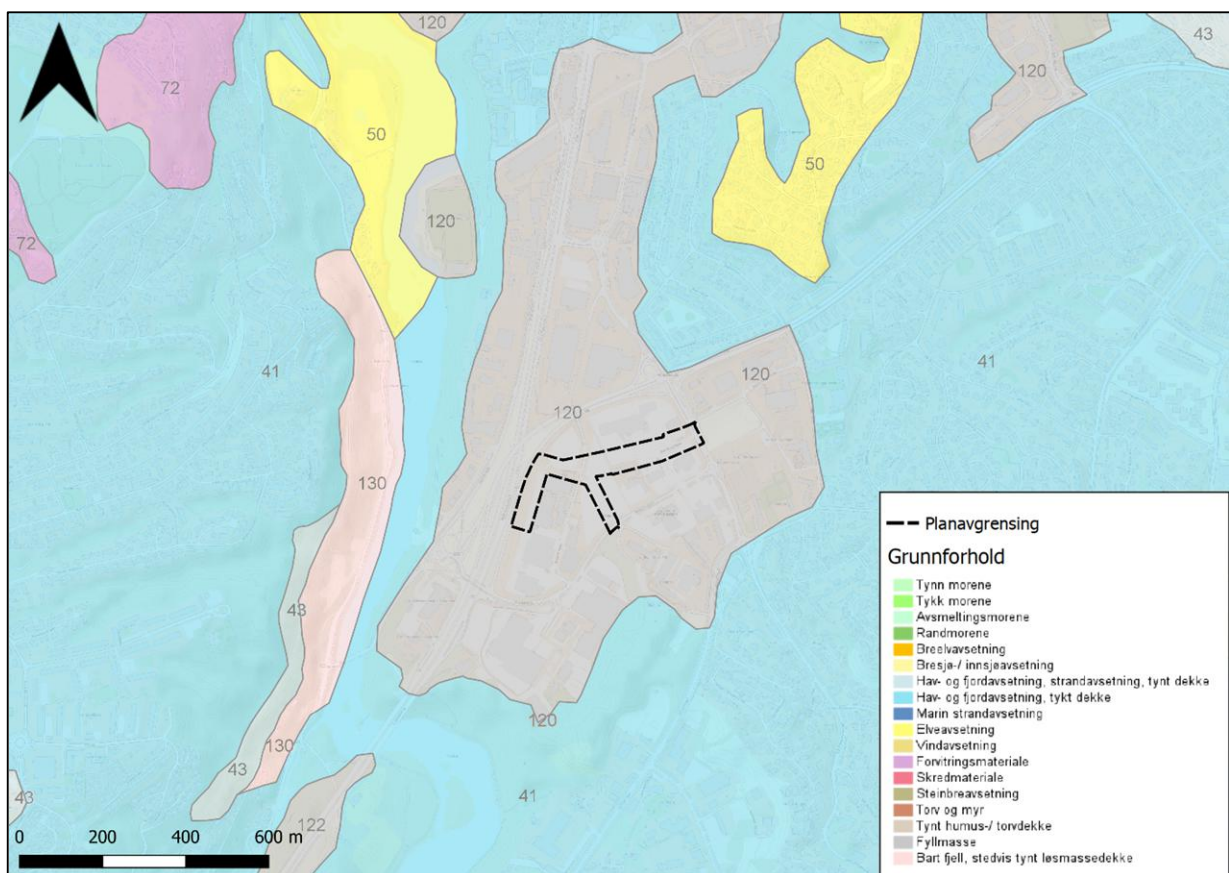 120
43
72
120
50
50
120
72
41
41
120
120
130
43
120
130
43
43
41
122
0 200 400 600 m
Planavgrensing
Grunnforhold
Tynn morene
Tykk morene
Avsmeltingsmorene
Randmorene
Breelvavsetning
Bresjø-/ innsjøavsetning
Hav- og fjordavsetning, strandavsetning, tynt dekke
Hav- og fjordavsetning, tykt dekke
Marin strandavsetning
Elveavsetning
Vindavsetning
Forvitringsmateriale
Skredmateriale
Steinbreavsetning
Torv og myr
Tynt humus-/ torvdekke
Fyllmasse
Bart fjell, stedvis tynt løsmassedekke